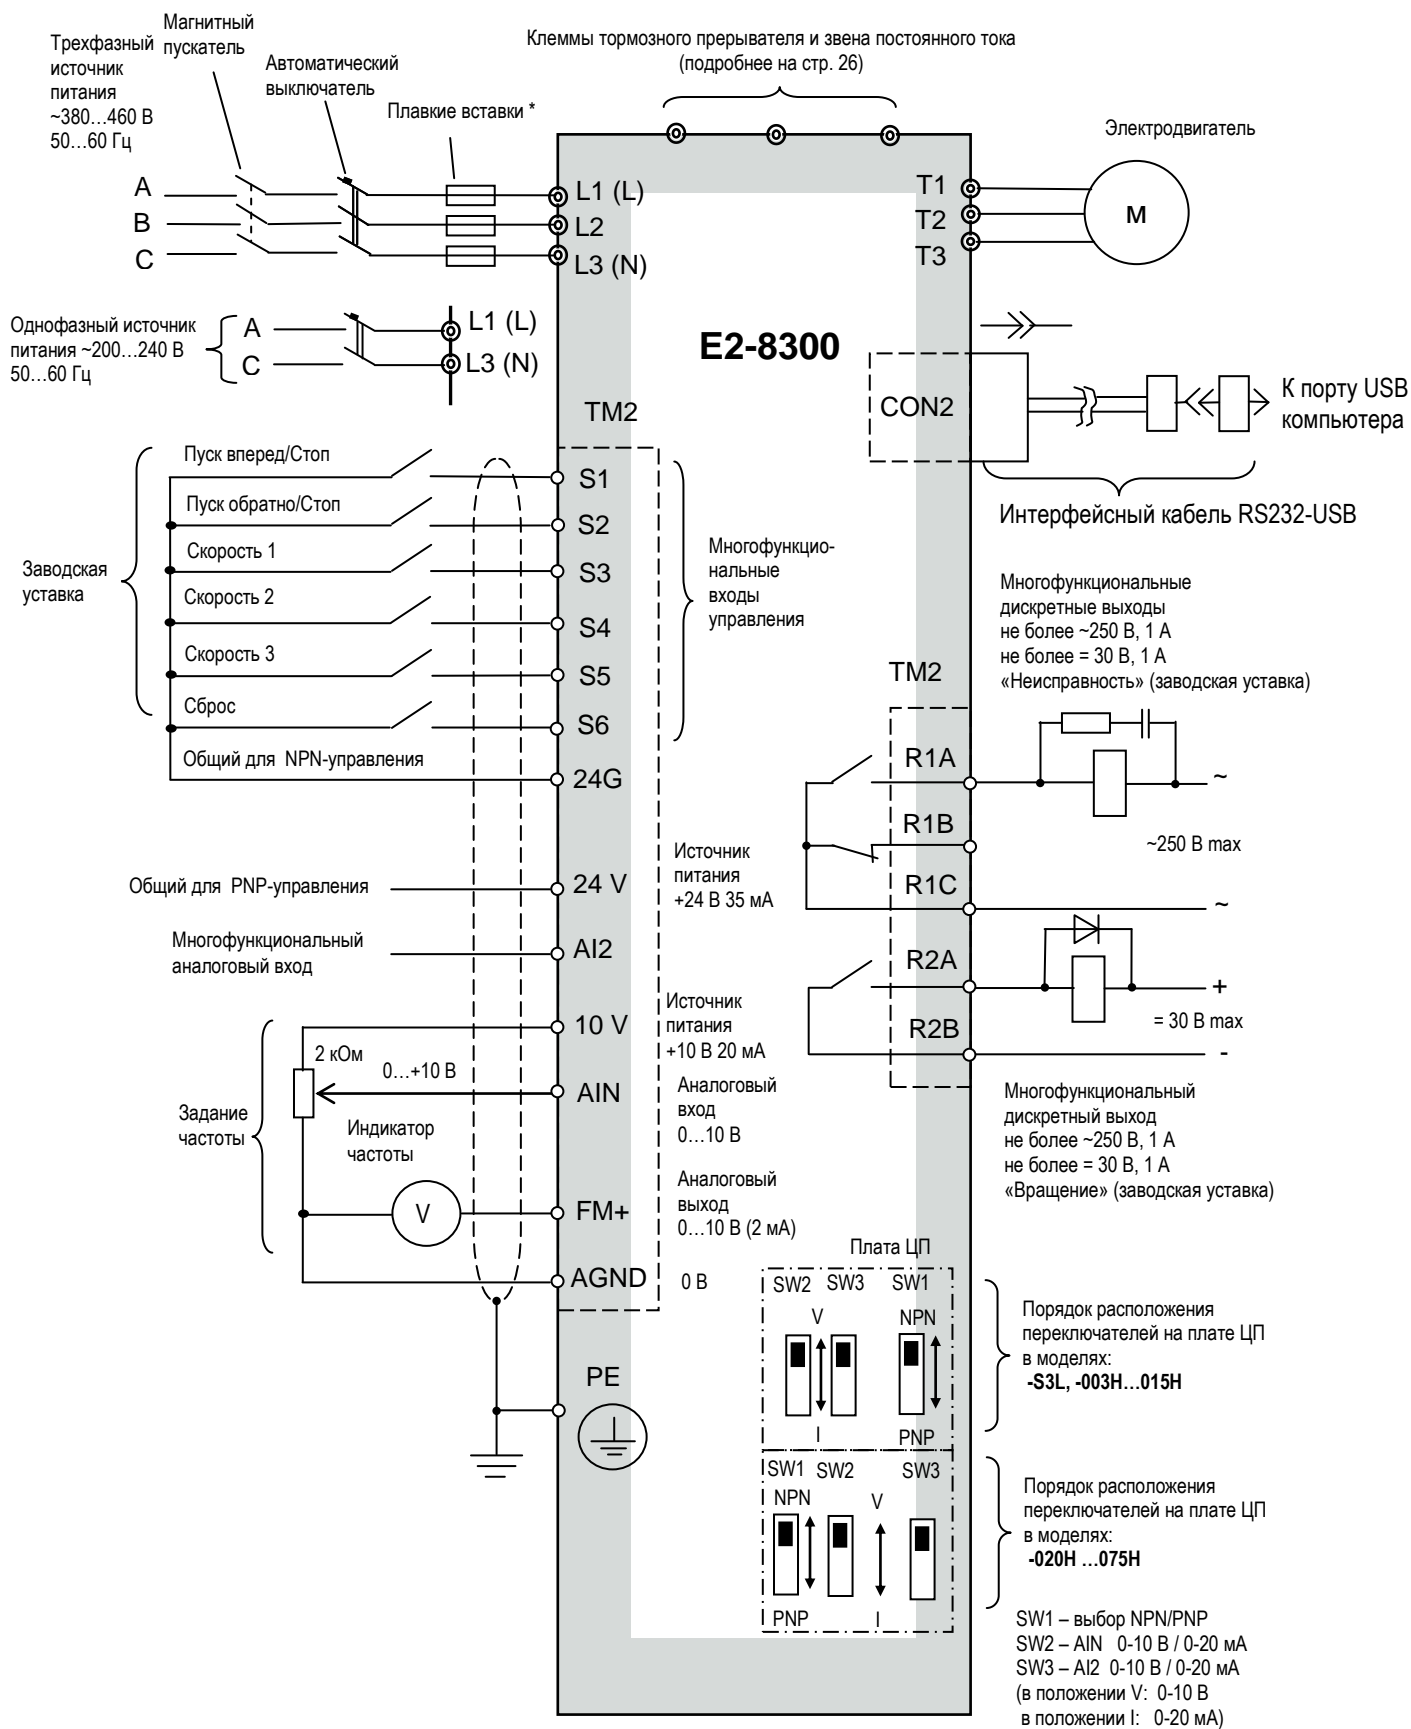 Клеммы тормозного прерывателя и звена постоянного тока
(подробнее на стр. 26)
Трехфазный
источник
питания
~380…460 В
50…60 Гц
Магнитный
пускатель
Автоматический
выключатель
Плавкие вставки *
Электродвигатель
A
B
C
L1 (L)
L2
L3 (N)
T1
T2
T3
М
Однофазный источник
питания ~200…240 В
50…60 Гц
A
C
L1 (L)
L3 (N)
E2-8300
CON2
К порту USB
компьютера
Интерфейсный кабель RS232-USB
TM2
Заводская
уставка
Пуск вперед/Стоп
S1
Пуск обратно/Стоп
S2
Скорость 1
S3
Скорость 2
S4
Скорость 3
S5
Сброс
S6
Общий для NPN-управления
24G
Многофункцио-
нальные
входы
управления
Общий для PNP-управления
24 V
Источник
питания
+24 В 35 мА
Многофункциональный
аналоговый вход
AI2
Задание
частоты
2 кОм
0…+10 В
10 V
Источник
питания
+10 В 20 мА
AIN
Аналоговый
вход
0…10 В
Индикатор
частоты
V
FM+
Аналоговый
выход
0…10 В (2 мА)
AGND
0 В
PE
Многофункциональные
дискретные выходы
не более ~250 В, 1 А
не более = 30 В, 1 А
«Неисправность» (заводская уставка)
TM2
R1A
~
R1B
~250 В max
R1C
~
R2A
+
= 30 В max
R2B
-
Многофункциональный
дискретный выход
не более ~250 В, 1 А
не более = 30 В, 1 А
«Вращение» (заводская уставка)
Плата ЦП
SW2 SW3 SW1
V NPN
I PNP
Порядок расположения
переключателей на плате ЦП
в моделях:
-S3L, -003H…015H
SW1 SW2 SW3
NPN V
PNP I
Порядок расположения
переключателей на плате ЦП
в моделях:
-020H …075H
SW1 – выбор NPN/PNP
SW2 – AIN 0-10 В / 0-20 мА
SW3 – AI2 0-10 В / 0-20 мА
(в положении V: 0-10 В
в положении I: 0-20 мА)